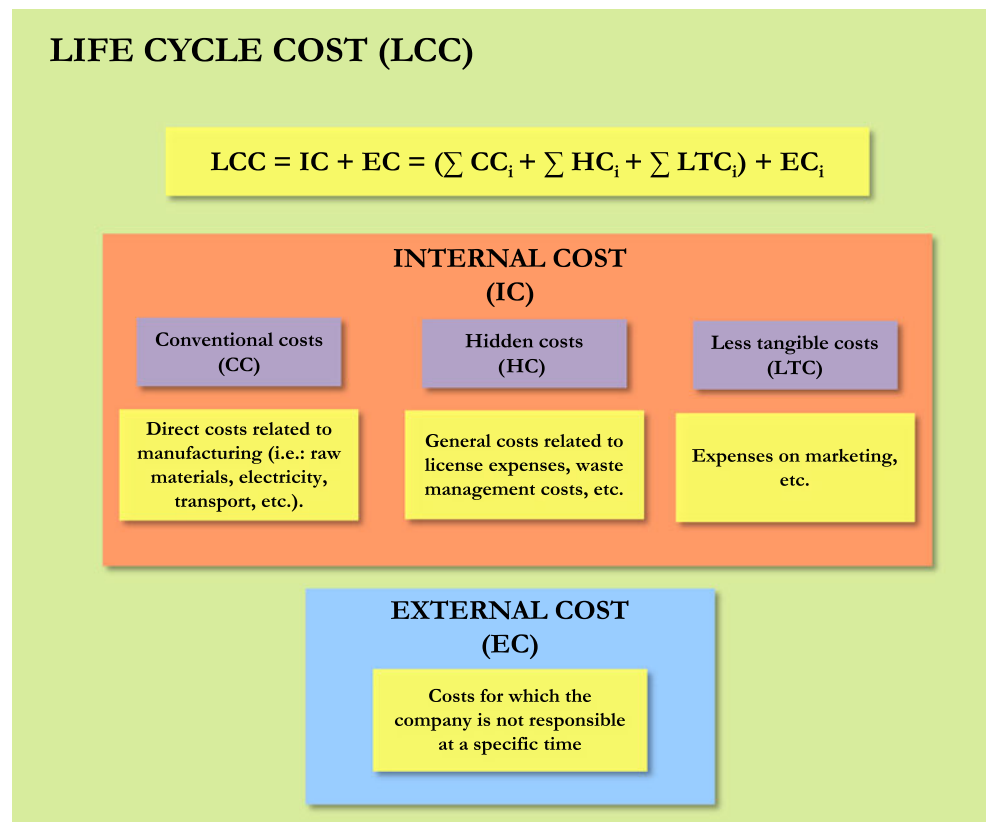 LIFE CYCLE COST (LCC)
LCC = IC + EC = (∑ CCᵢ + ∑ HCᵢ + ∑ LTCᵢ) + ECᵢ
INTERNAL COST
(IC)
Conventional costs
(CC)
Direct costs related to
manufacturing (i.e.: raw
materials, electricity,
transport, etc.).
Hidden costs
(HC)
General costs related to
license expenses, waste
management costs, etc.
Less tangible costs
(LTC)
Expenses on marketing,
etc.
EXTERNAL COST
(EC)
Costs for which the
company is not responsible
at a specific time